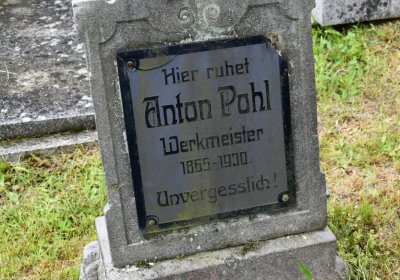 Hier ruhet
Anton Pohl
Werkmeister
1865-1930.
Unvergesslich!